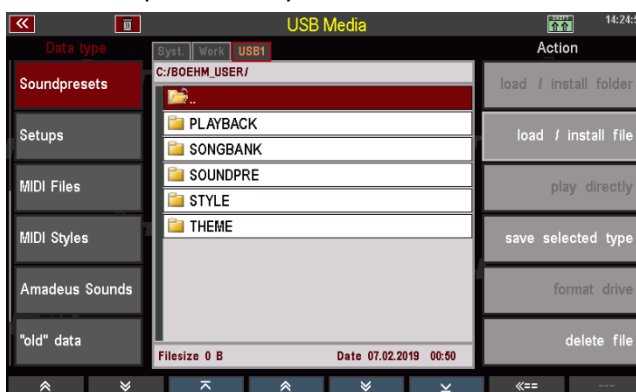 USB Media
14:24:5
Data type
Syst. Work USB1
Action
C:/BOEHM_USER/
Soundpresets
..
load / install folder
PLAYBACK
Setups
SONGBANK
load / install file
SOUNDPRE
MIDI Files
STYLE
play directly
THEME
MIDI Styles
save selected type
Amadeus Sounds
format drive
"old" data
delete file
Filesize 0 B Date 07.02.2019 00:50
«==
---